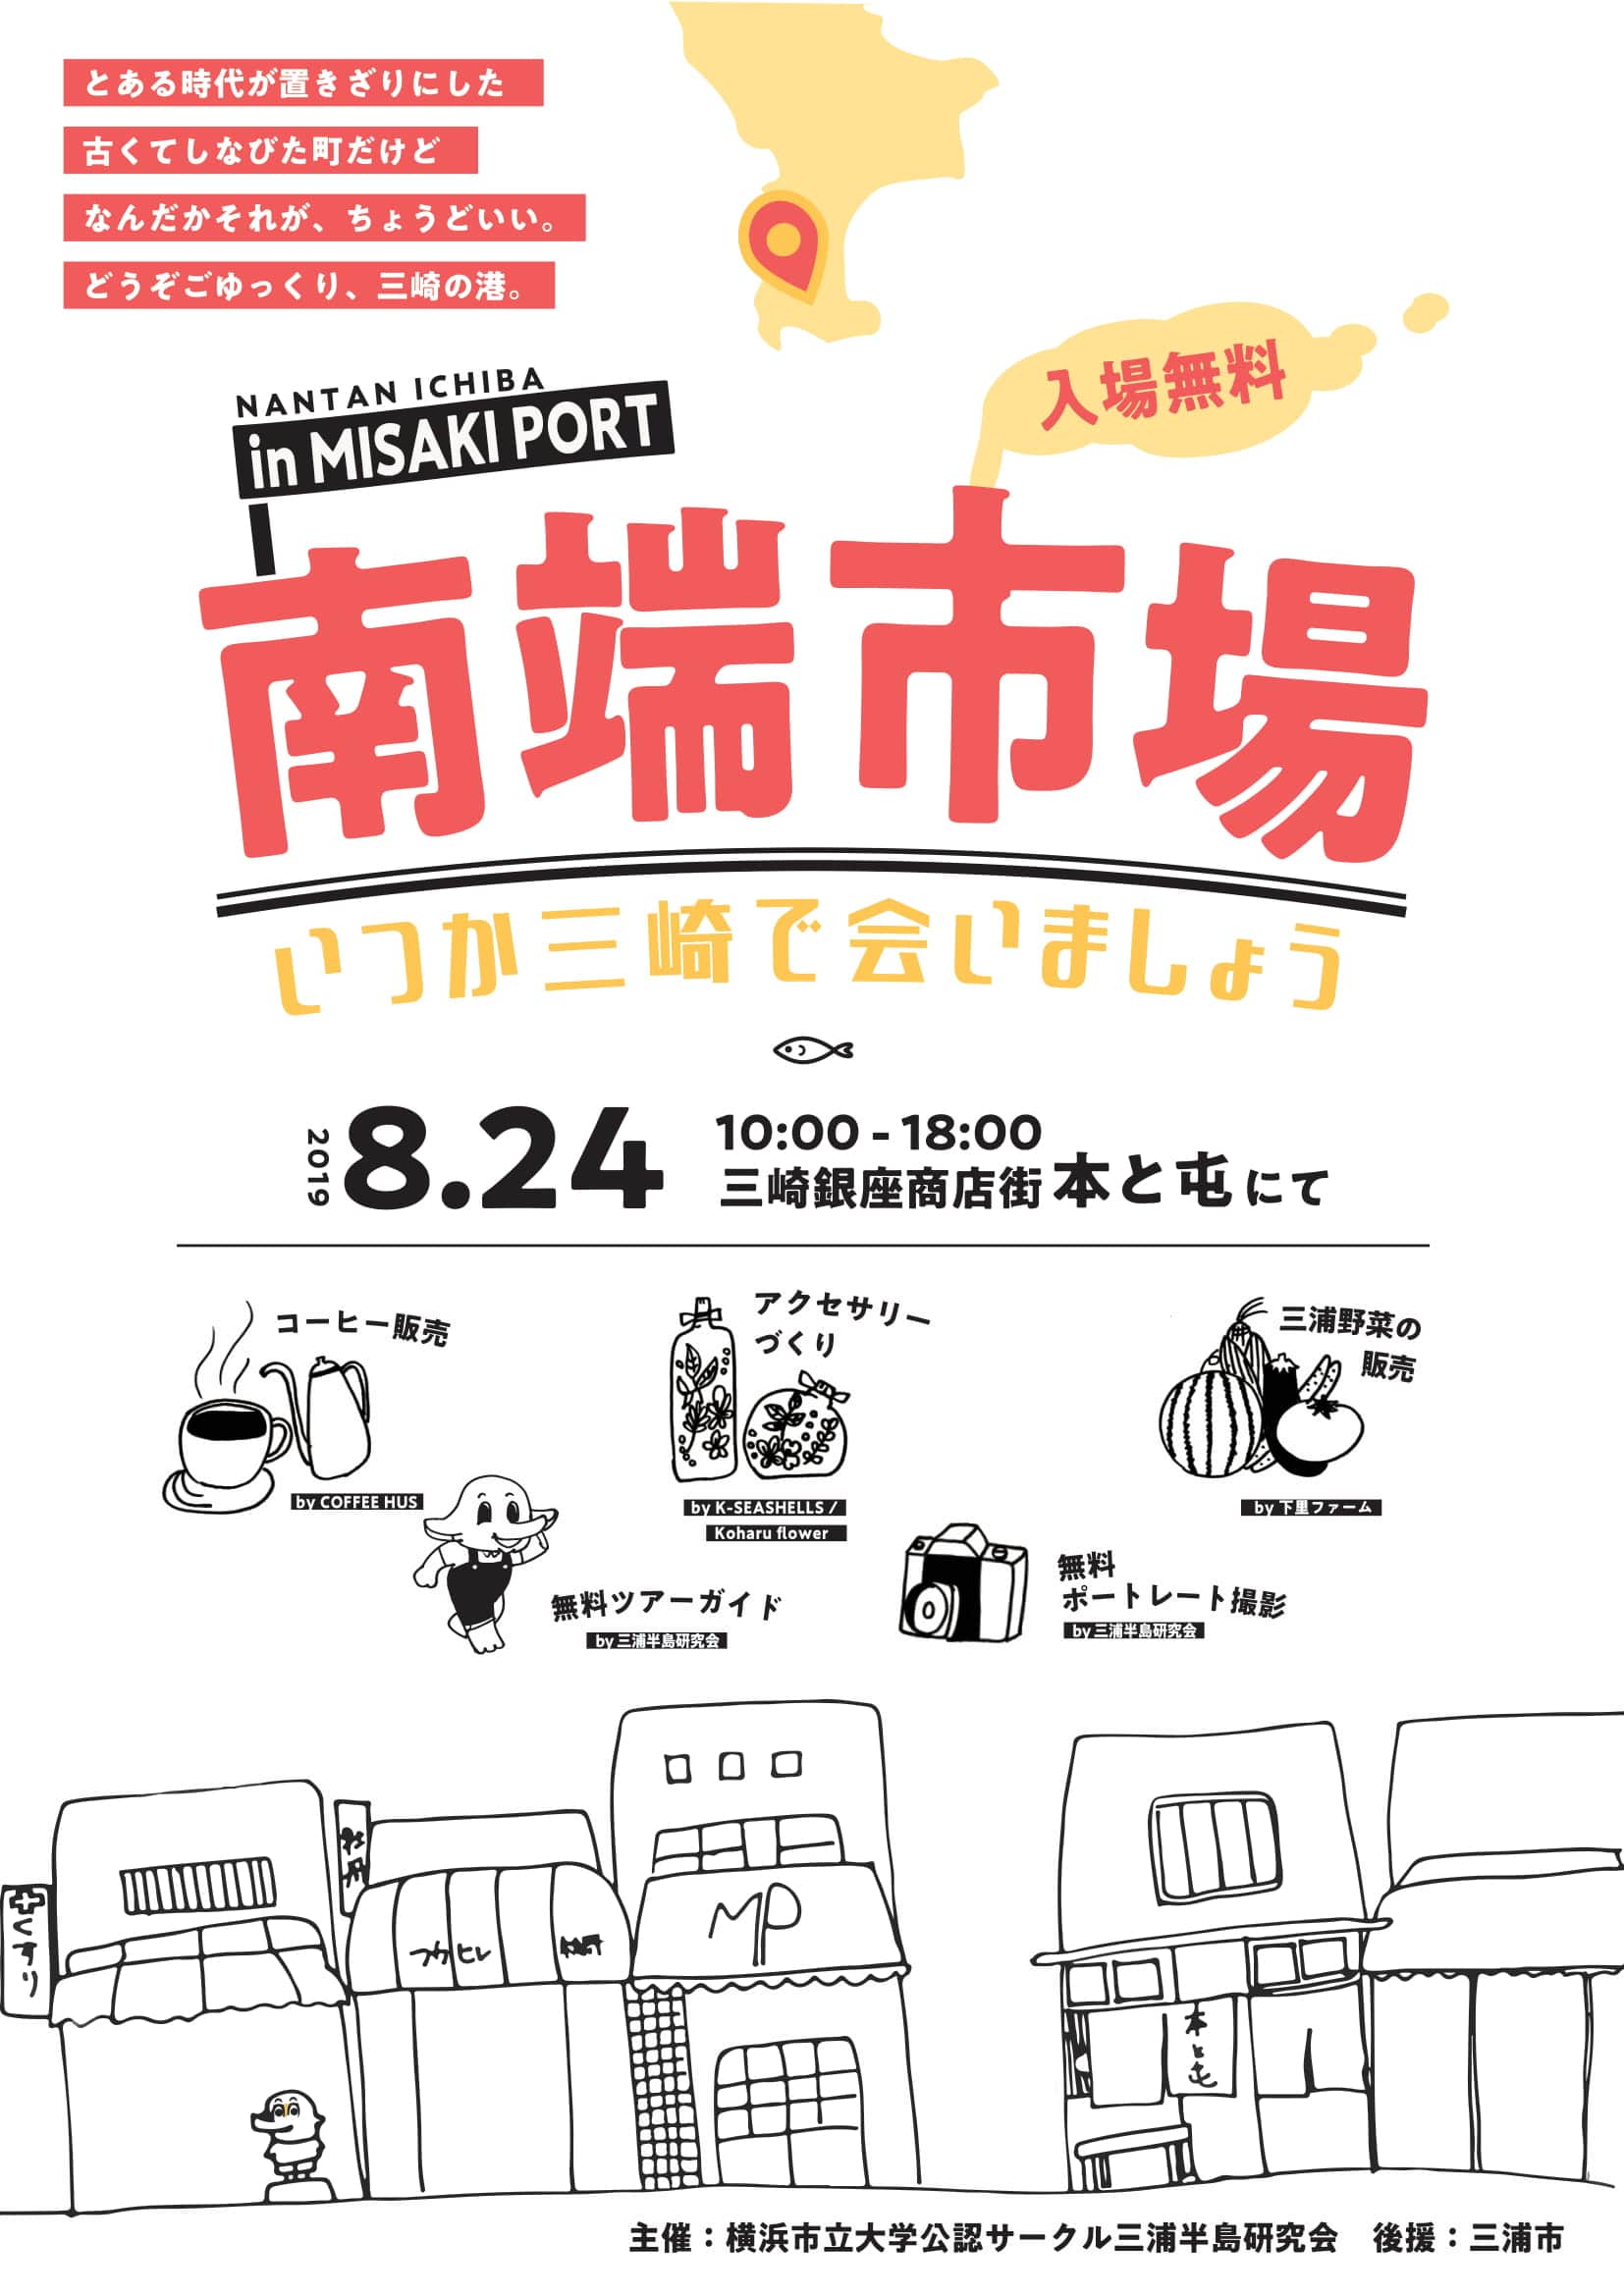 とある時代が置きざりにした
古くてしなびた町だけど
なんだかそれが、ちょうどいい。
どうぞごゆっくり、三崎の港。
入場無料
NANTAN ICHIBA
in MISAKI PORT
南端市場
いつか三崎で会いましょう
2019
8.24
10:00 - 18:00
三崎銀座商店街 本と屯 にて
コーヒー販売
by COFFEE HUS
アクセサリー
づくり
by K-SEASHELLS /
Koharu flower
三浦野菜の
販売
by 下里ファーム
無料ツアーガイド
by 三浦半島研究会
無料
ポートレート撮影
by 三浦半島研究会
くすり
フカヒレ
MP
本と屯
主催：横浜市立大学公認サークル三浦半島研究会　後援：三浦市